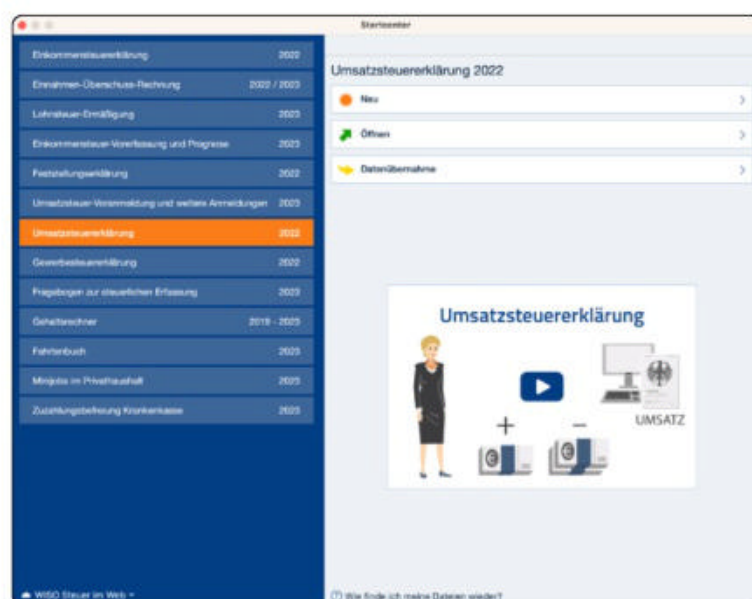 Startcenter
Einkommensteuererklärung 2022
Einnahmen-Überschuss-Rechnung 2022 / 2023
Lohnsteuer-Ermäßigung 2023
Einkommensteuer-Vorerfassung und Prognose 2023
Feststellungserklärung 2022
Umsatzsteuer-Voranmeldung und weitere Anmeldungen 2023
Umsatzsteuererklärung 2022
Gewerbesteuererklärung 2022
Fragebogen zur steuerlichen Erfassung 2023
Gehaltsrechner 2019 - 2023
Fahrtenbuch 2023
Minijobs im Privathaushalt 2023
Zuzahlungsbefreiung Krankenkasse 2023
WISO Steuer im Web
Umsatzsteuererklärung 2022
Neu
Öffnen
Datenübernahme
Umsatzsteuererklärung
+ −
UMSATZ
Wie finde ich meine Dateien wieder?